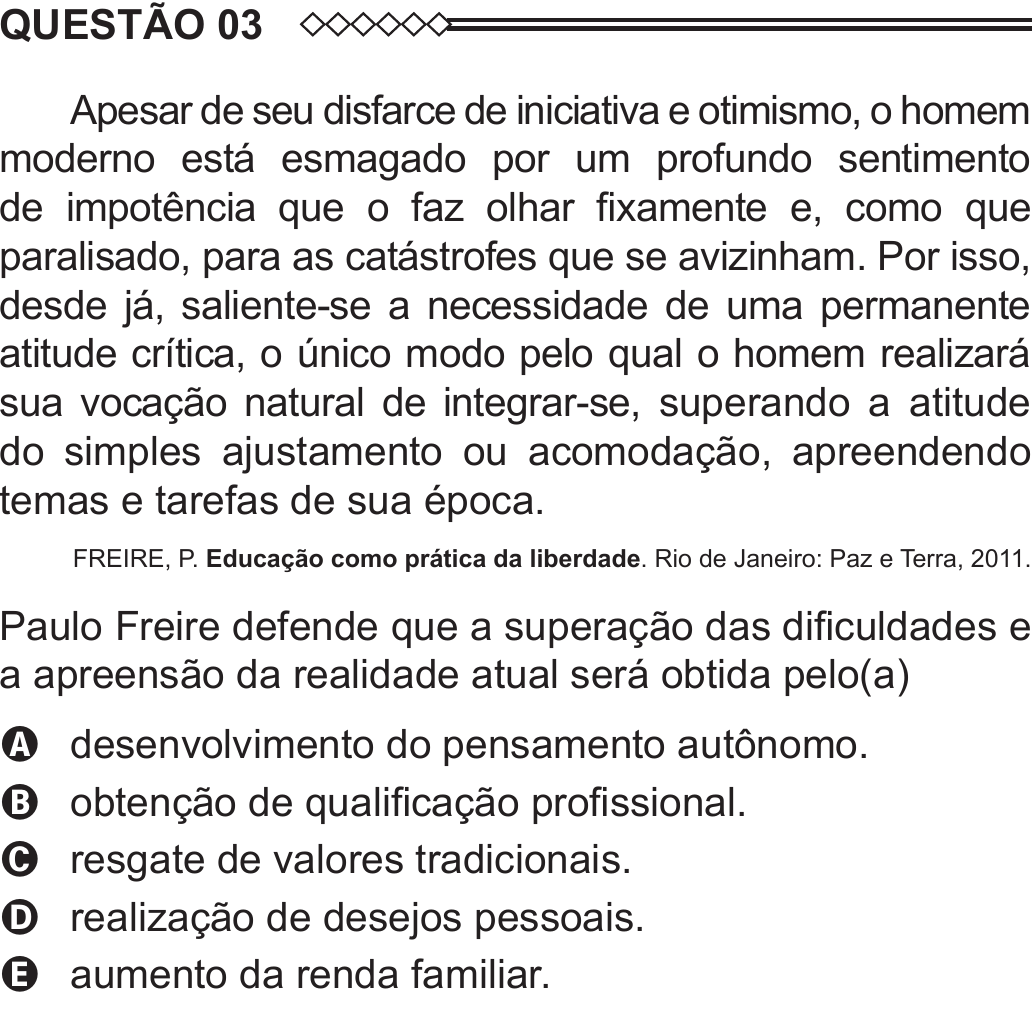 QUESTÃO 03
Apesar de seu disfarce de iniciativa e otimismo, o homem
moderno está esmagado por um profundo sentimento
de impotência que o faz olhar fixamente e, como que
paralisado, para as catástrofes que se avizinham. Por isso,
desde já, saliente-se a necessidade de uma permanente
atitude crítica, o único modo pelo qual o homem realizará
sua vocação natural de integrar-se, superando a atitude
do simples ajustamento ou acomodação, apreendendo
temas e tarefas de sua época.
FREIRE, P. Educação como prática da liberdade. Rio de Janeiro: Paz e Terra, 2011.
Paulo Freire defende que a superação das dificuldades e
a apreensão da realidade atual será obtida pelo(a)
A desenvolvimento do pensamento autônomo.
B obtenção de qualificação profissional.
C resgate de valores tradicionais.
D realização de desejos pessoais.
E aumento da renda familiar.